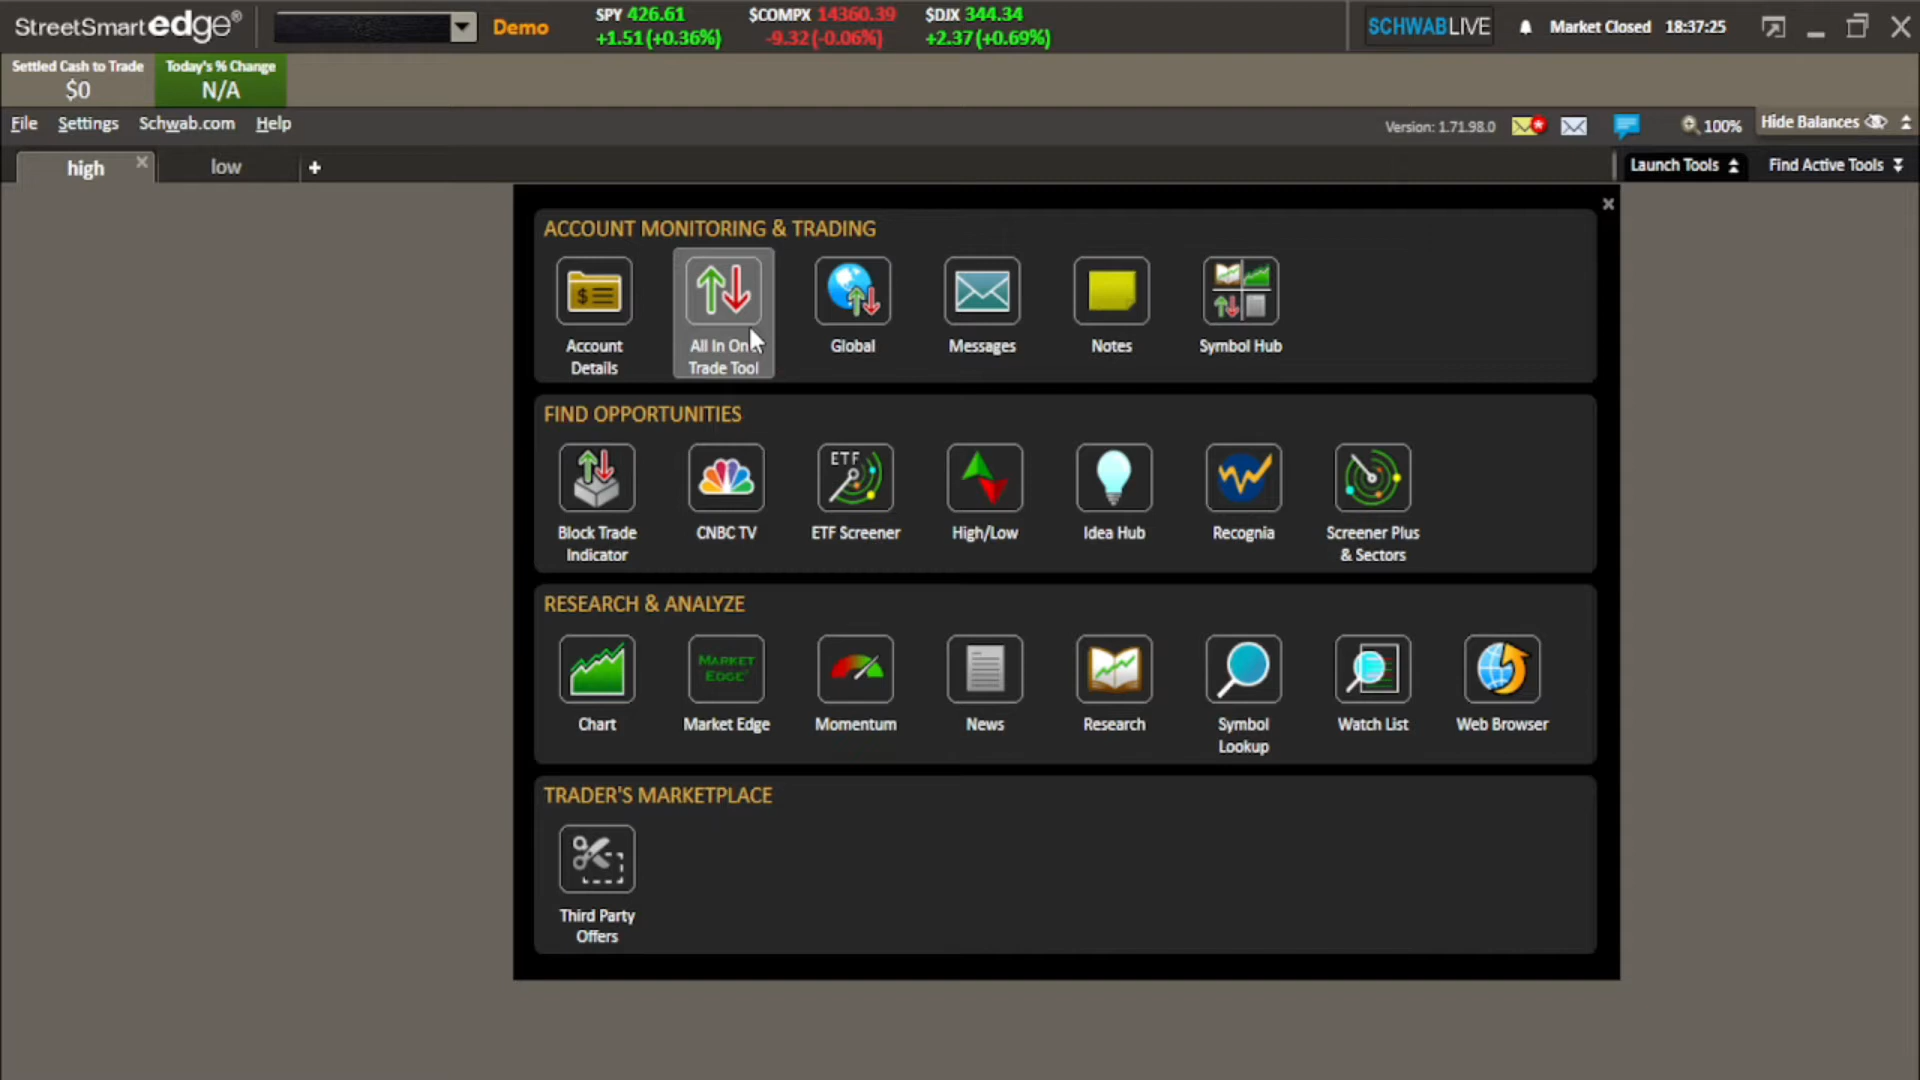 StreetSmart edge® Demo SPY 426.61 $COMPX 14360.39 $DJX 344.34 SCHWABLIVE Market Closed 18:37:25
+1.51 (+0.36%) -9.32 (-0.06%) +2.37 (+0.69%)
Settled Cash to Trade Today's % Change
$0 N/A
File Settings Schwab.com Help Version: 1.71.98.0 100% Hide Balances
high low + Launch Tools Find Active Tools
ACCOUNT MONITORING & TRADING
Account Details
All In One Trade Tool
Global
Messages
Notes
Symbol Hub
FIND OPPORTUNITIES
Block Trade Indicator
CNBC TV
ETF
ETF Screener
High/Low
Idea Hub
Recognia
Screener Plus & Sectors
RESEARCH & ANALYZE
Chart
MARKET EDGE
Market Edge
Momentum
News
Research
Symbol Lookup
Watch List
Web Browser
TRADER'S MARKETPLACE
Third Party Offers